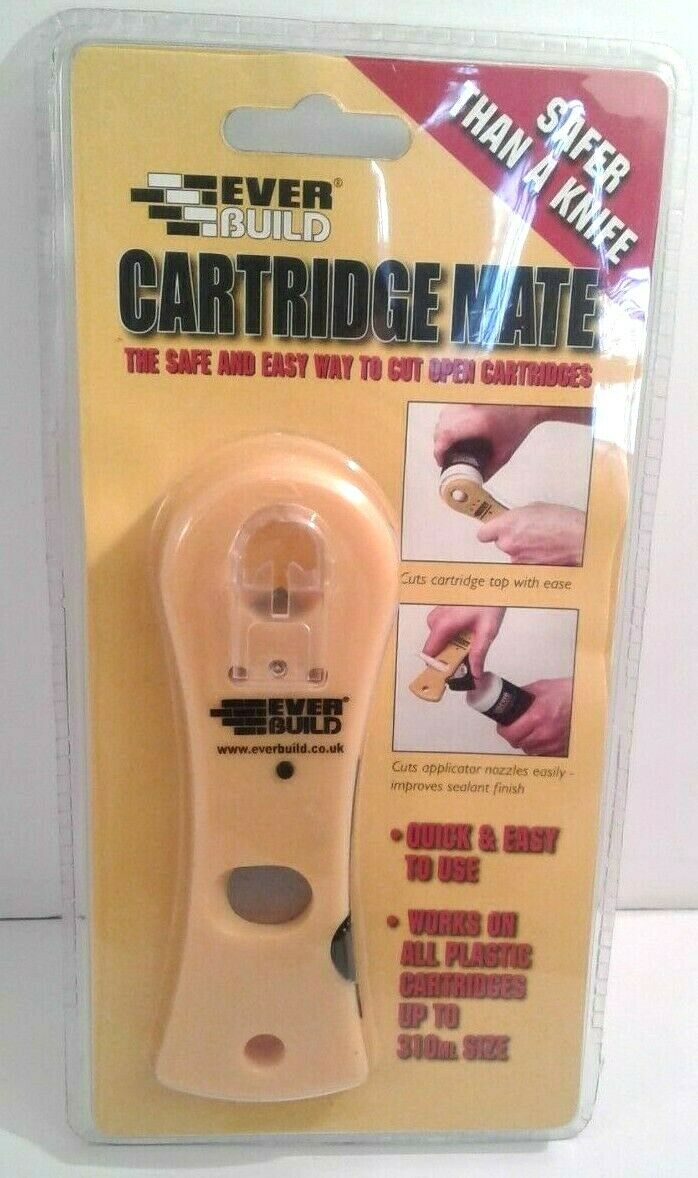 SAFER
THAN A KNIFE
EVER®
BUILD
CARTRIDGE MATE
THE SAFE AND EASY WAY TO CUT OPEN CARTRIDGES
Cuts cartridge top with ease
Cuts applicator nozzles easily -
improves sealant finish
EVER®
BUILD
www.everbuild.co.uk
• QUICK & EASY
TO USE
• WORKS ON
ALL PLASTIC
CARTRIDGES
UP TO
310ML SIZE